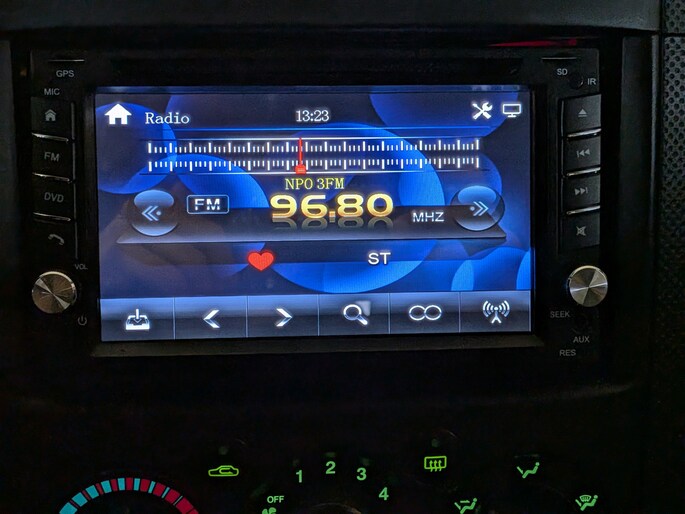 GPS
SD
IR
MIC
Radio
13:23
FM
DVD
NPO 3FM
FM
96.80
MHZ
ST
VOL
SEEK
AUX
RES
1
2
3
4
OFF